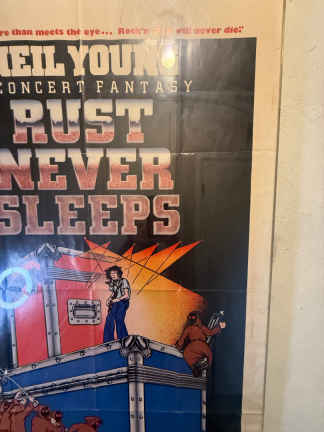 re than meets the eye... Rock'n' will never die."
NEIL YOUNG
CONCERT FANTASY
RUST
NEVER
SLEEPS